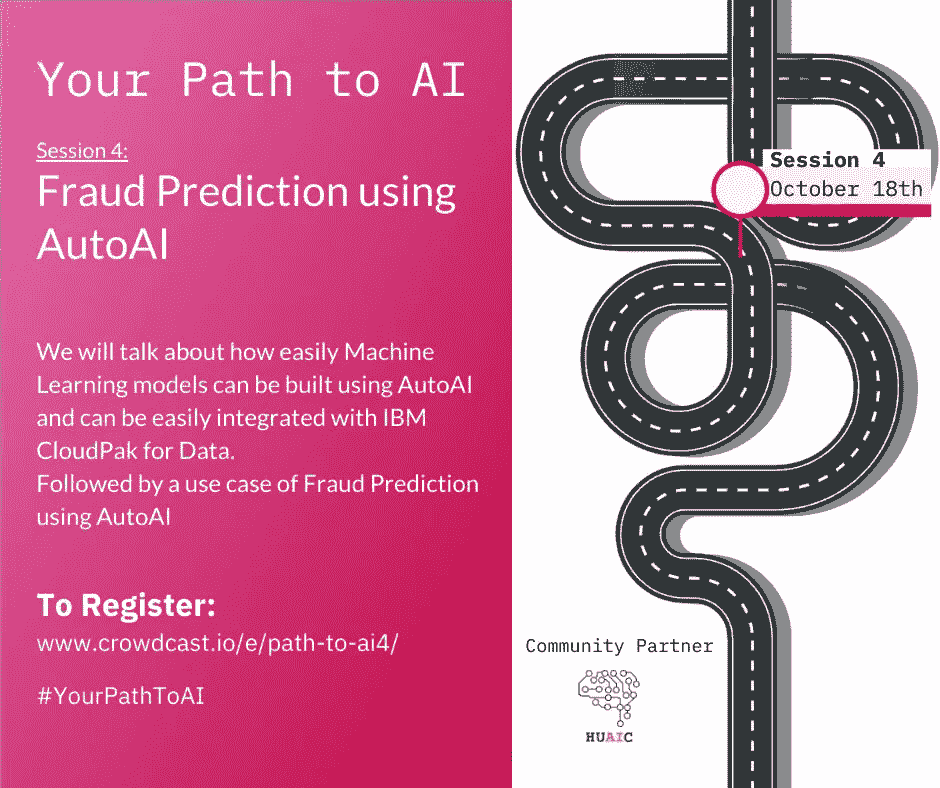 Your Path to AI
Session 4:
Fraud Prediction using
AutoAI
We will talk about how easily Machine
Learning models can be built using AutoAI
and can be easily integrated with IBM
CloudPak for Data.
Followed by a use case of Fraud Prediction
using AutoAI
To Register:
www.crowdcast.io/e/path-to-ai4/
#YourPathToAI
Session 4
October 18th
Community Partner
HUAIC